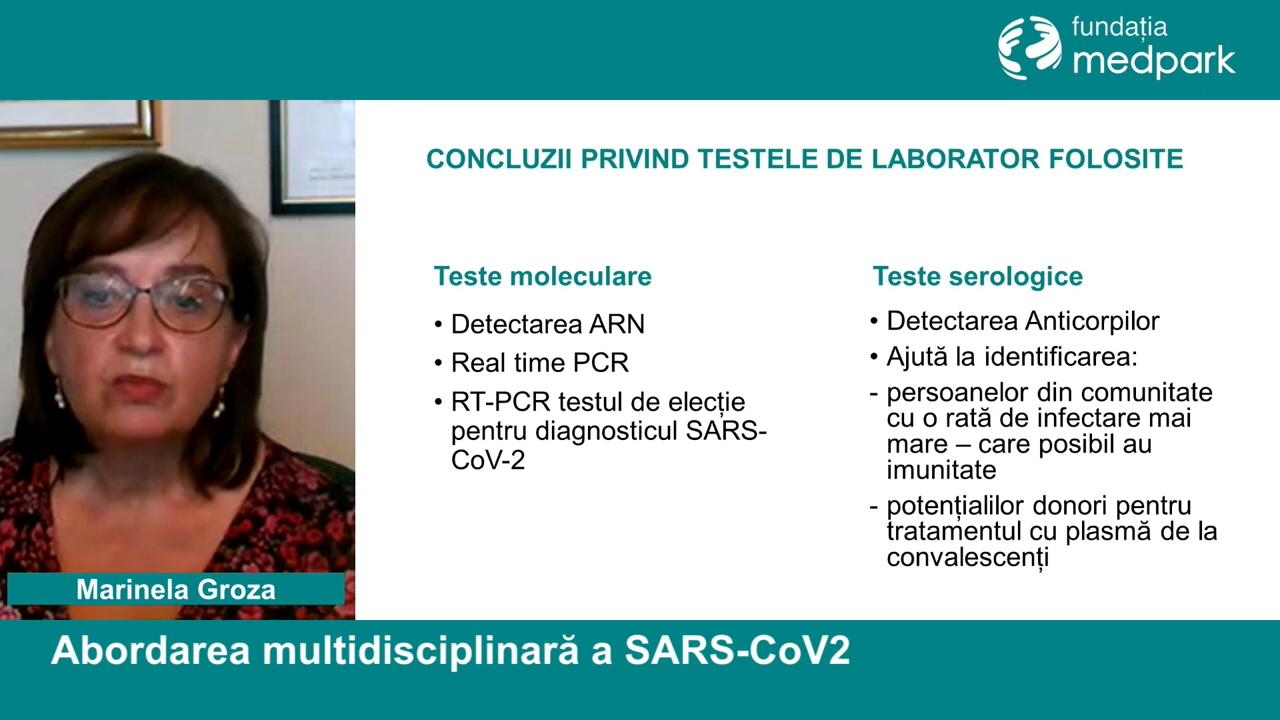 fundația
medpark
CONCLUZII PRIVIND TESTELE DE LABORATOR FOLOSITE
Teste moleculare
• Detectarea ARN
• Real time PCR
• RT-PCR testul de elecție
pentru diagnosticul SARS-
CoV-2
Teste serologice
• Detectarea Anticorpilor
• Ajută la identificarea:
- persoanelor din comunitate
cu o rată de infectare mai
mare – care posibil au
imunitate
- potențialilor donori pentru
tratamentul cu plasmă de la
convalescenți
Marinela Groza
Abordarea multidisciplinară a SARS-CoV2